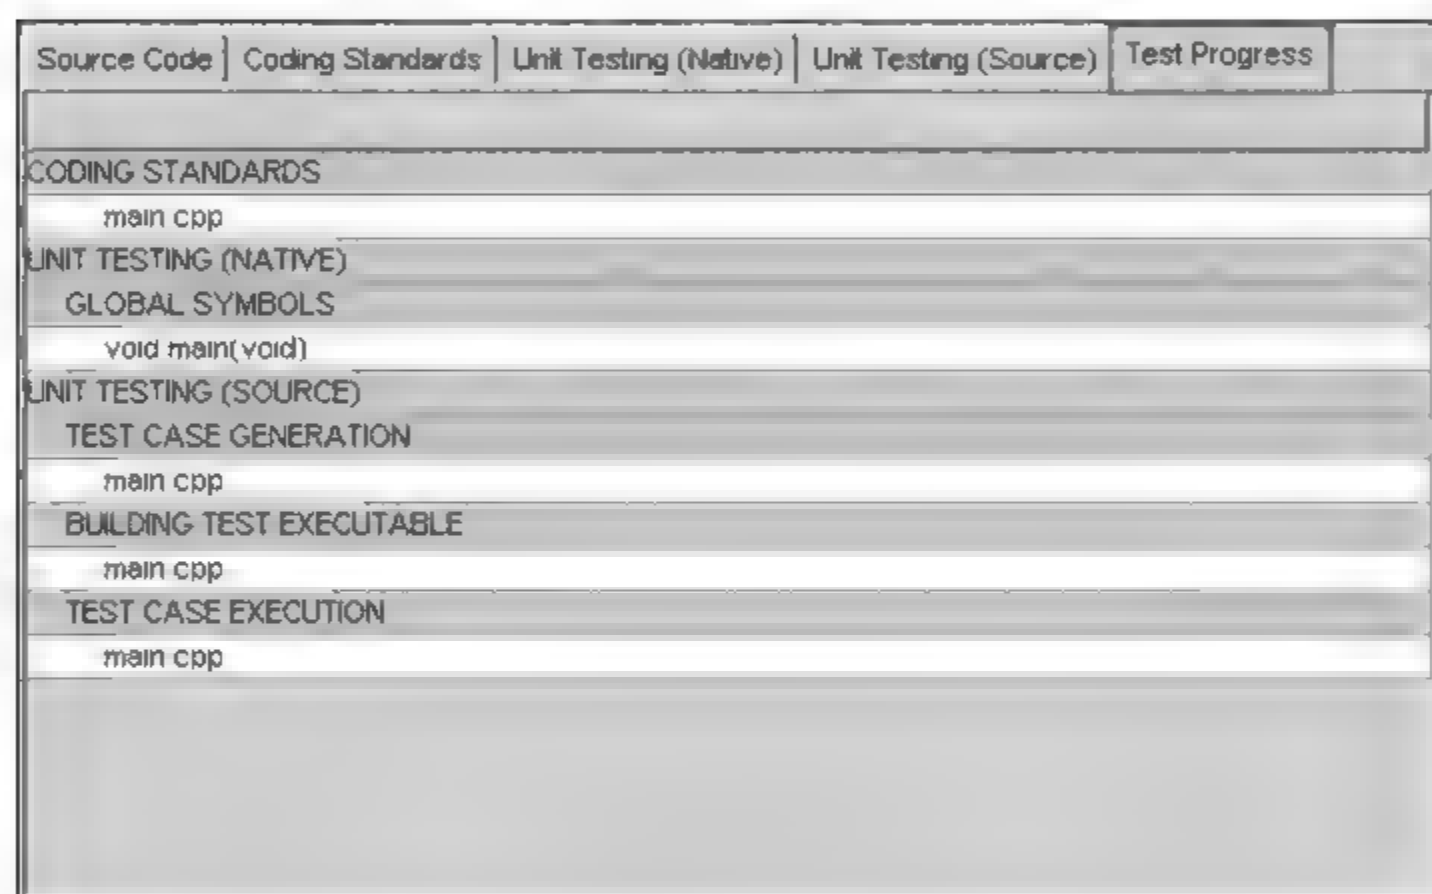 Source Code Coding Standards Unit Testing (Native) Unit Testing (Source) Test Progress
CODING STANDARDS
main cpp
UNIT TESTING (NATIVE)
GLOBAL SYMBOLS
void main(void)
UNIT TESTING (SOURCE)
TEST CASE GENERATION
main cpp
BUILDING TEST EXECUTABLE
main cpp
TEST CASE EXECUTION
main cpp